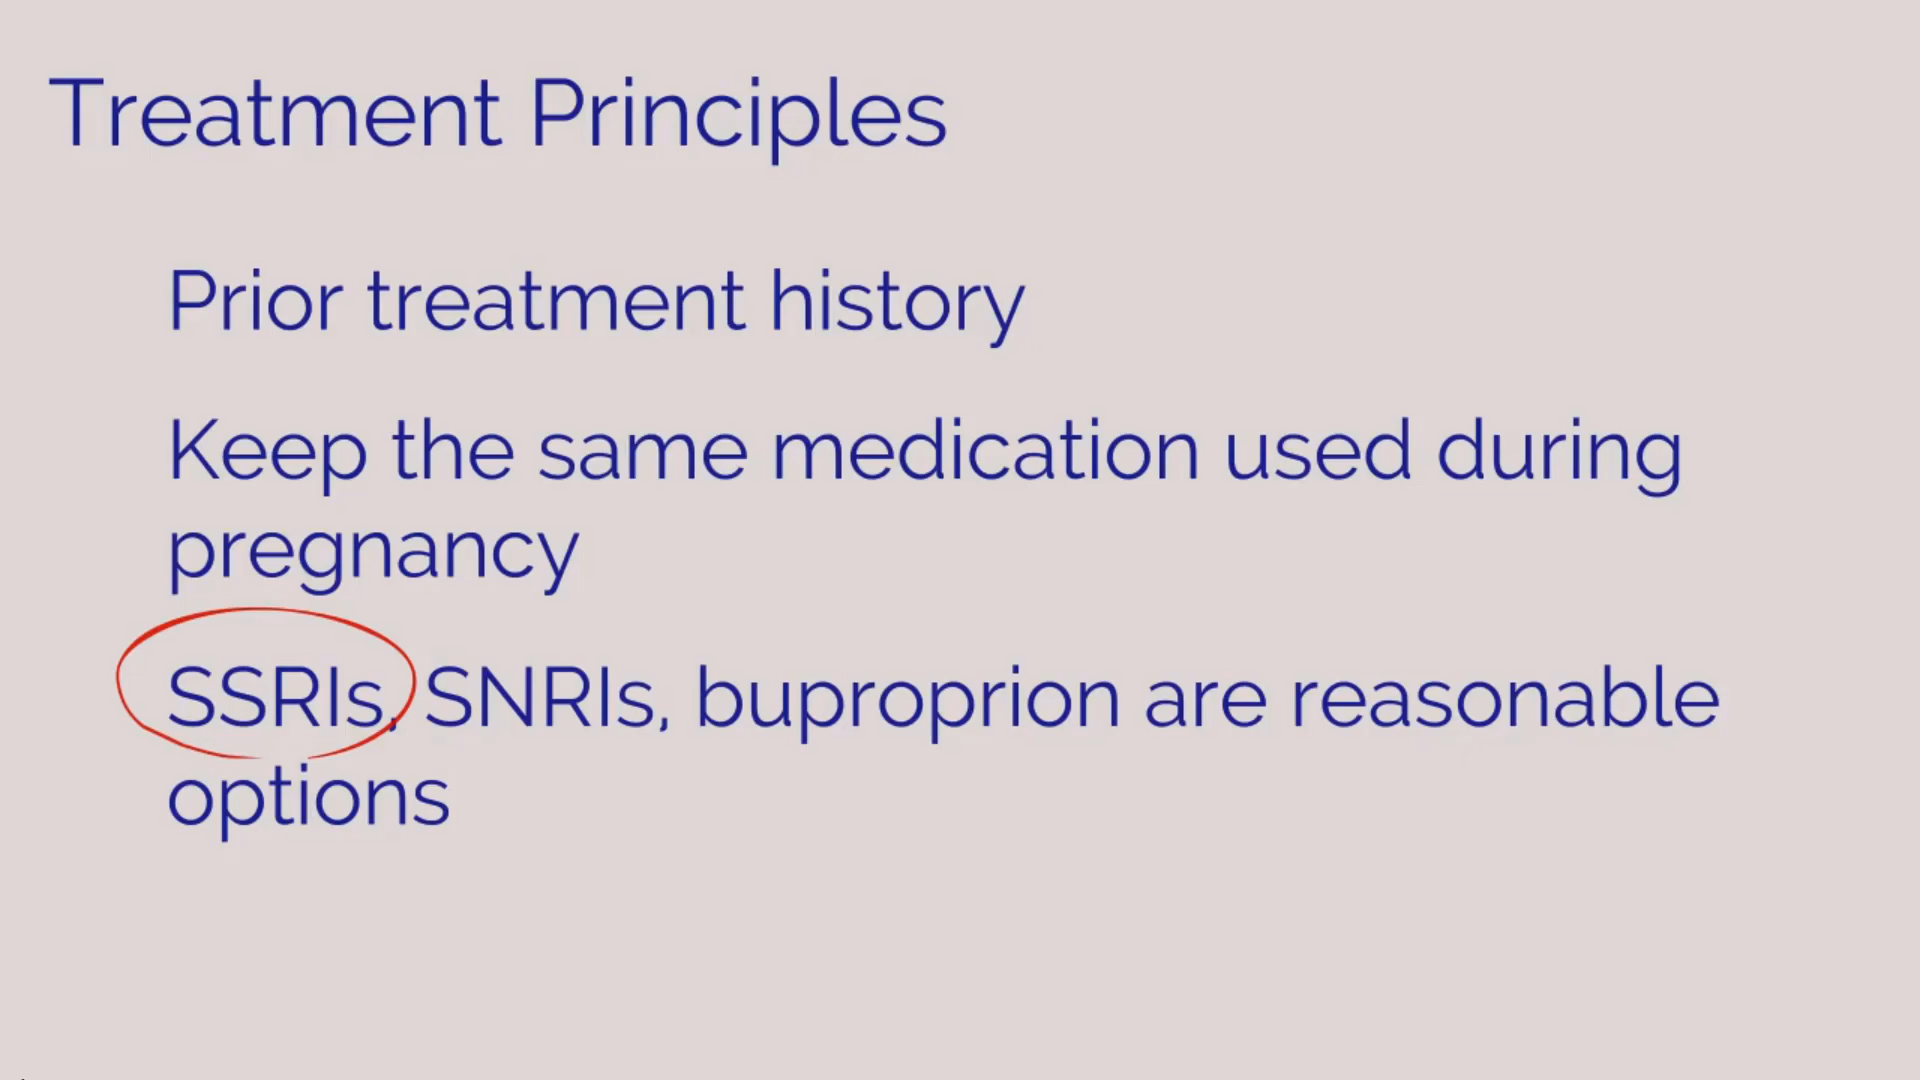 Treatment Principles
Prior treatment history
Keep the same medication used during
pregnancy
SSRIs, SNRIs, buproprion are reasonable
options